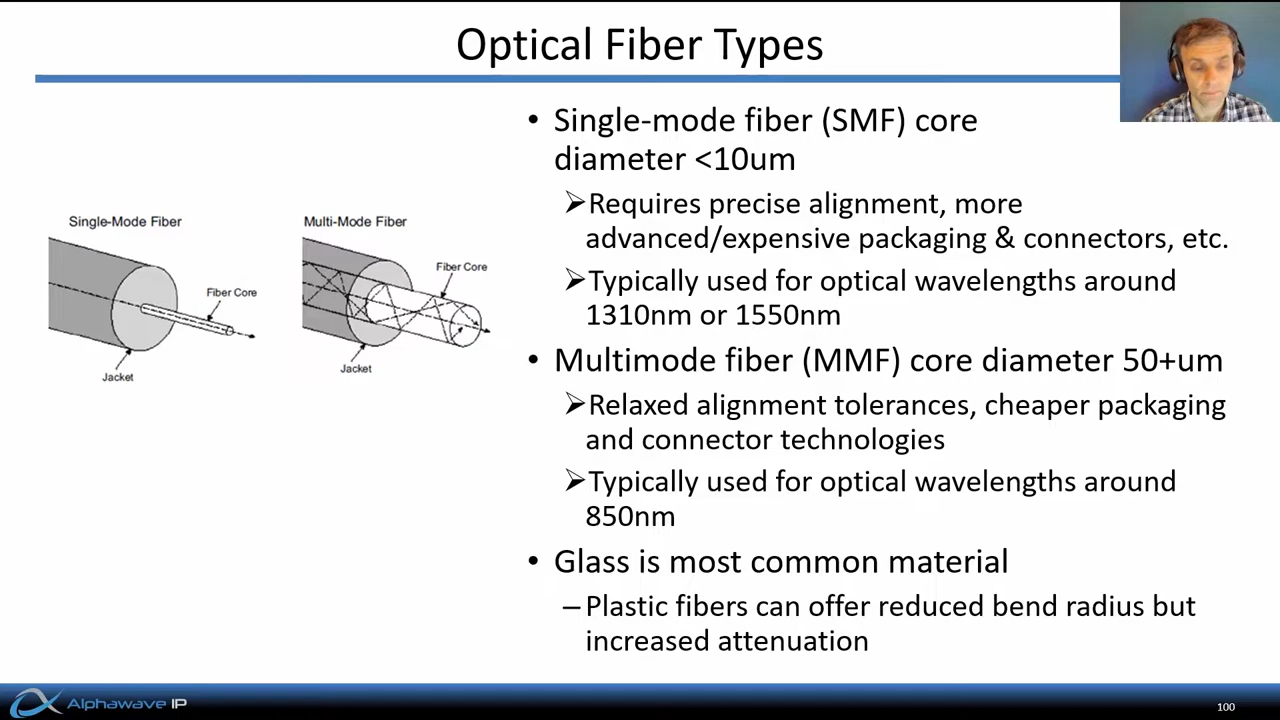 Optical Fiber Types
Single-Mode Fiber
Fiber Core
Jacket
Multi-Mode Fiber
Fiber Core
Jacket
• Single-mode fiber (SMF) core
diameter <10um
➢Requires precise alignment, more
advanced/expensive packaging & connectors, etc.
➢Typically used for optical wavelengths around
1310nm or 1550nm
• Multimode fiber (MMF) core diameter 50+um
➢Relaxed alignment tolerances, cheaper packaging
and connector technologies
➢Typically used for optical wavelengths around
850nm
• Glass is most common material
–Plastic fibers can offer reduced bend radius but
increased attenuation
Alphawave IP
100